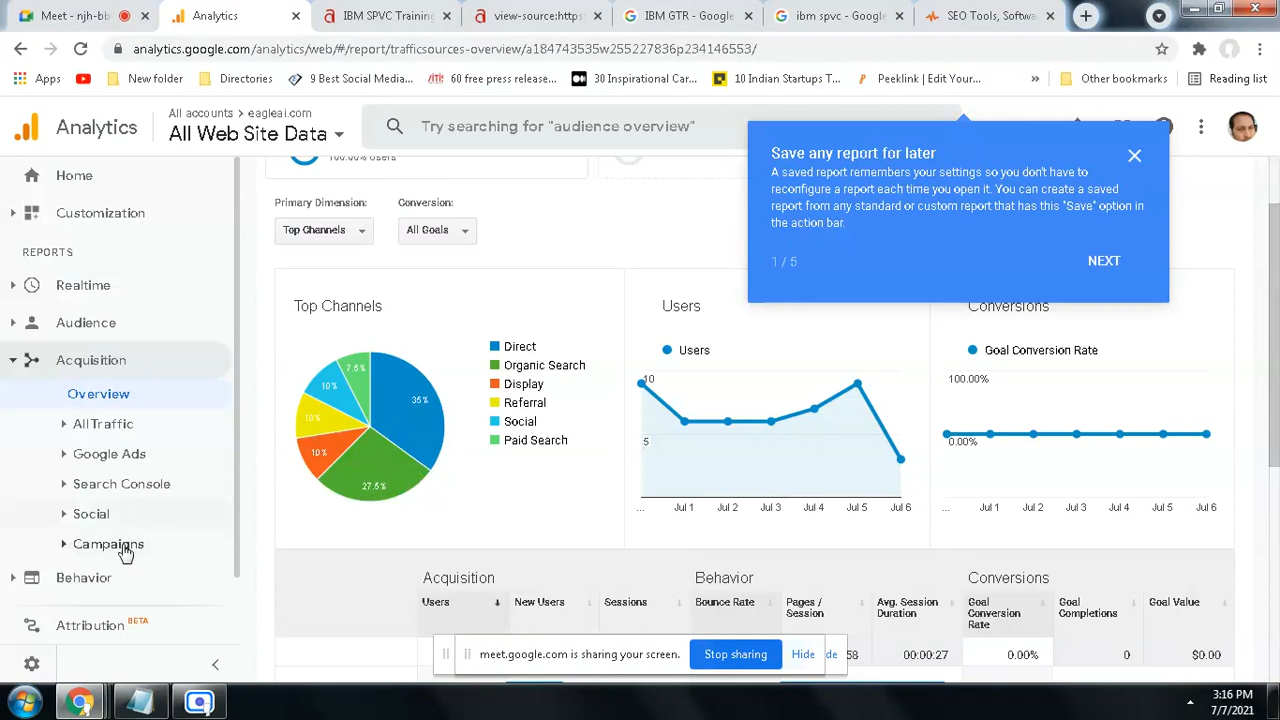 Meet - njh-bb
Analytics
IBM SPVC Training
view-source:https
IBM GTR - Google
ibm spvc - Google
SEO Tools, Softwa
analytics.google.com/analytics/web/#/report/trafficsources-overview/a184743535w255227836p234146553/
Apps
New folder
Directories
9 Best Social Media...
60 free press release...
30 Inspirational Car...
10 Indian Startups T...
Peeklink | Edit Your...
»
Other bookmarks
Reading list
Analytics
All accounts > eagleai.com
All Web Site Data
Try searching for "audience overview"
Save any report for later
A saved report remembers your settings so you don't have to
reconfigure a report each time you open it. You can create a saved
report from any standard or custom report that has this "Save" option in
the action bar.
1 / 5
NEXT
Home
Customization
REPORTS
Realtime
Audience
Acquisition
Overview
All Traffic
Google Ads
Search Console
Social
Campaigns
Behavior
Attribution BETA
100.00% Users
Primary Dimension:
Conversion:
Top Channels
All Goals
Top Channels
Direct
Organic Search
Display
Referral
Social
Paid Search
35%
27.5%
10%
10%
10%
7.5%
Users
Users
10
5
...
Jul 1
Jul 2
Jul 3
Jul 4
Jul 5
Jul 6
Conversions
Goal Conversion Rate
100.00%
0.00%
...
Jul 1
Jul 2
Jul 3
Jul 4
Jul 5
Jul 6
Acquisition
Behavior
Conversions
Users
New Users
Sessions
Bounce Rate
Pages /
Session
Avg. Session
Duration
Goal
Conversion
Rate
Goal
Completions
Goal Value
58
00:00:27
0.00%
0
$0.00
meet.google.com is sharing your screen.
Stop sharing
Hide
de
3:16 PM
7/7/2021